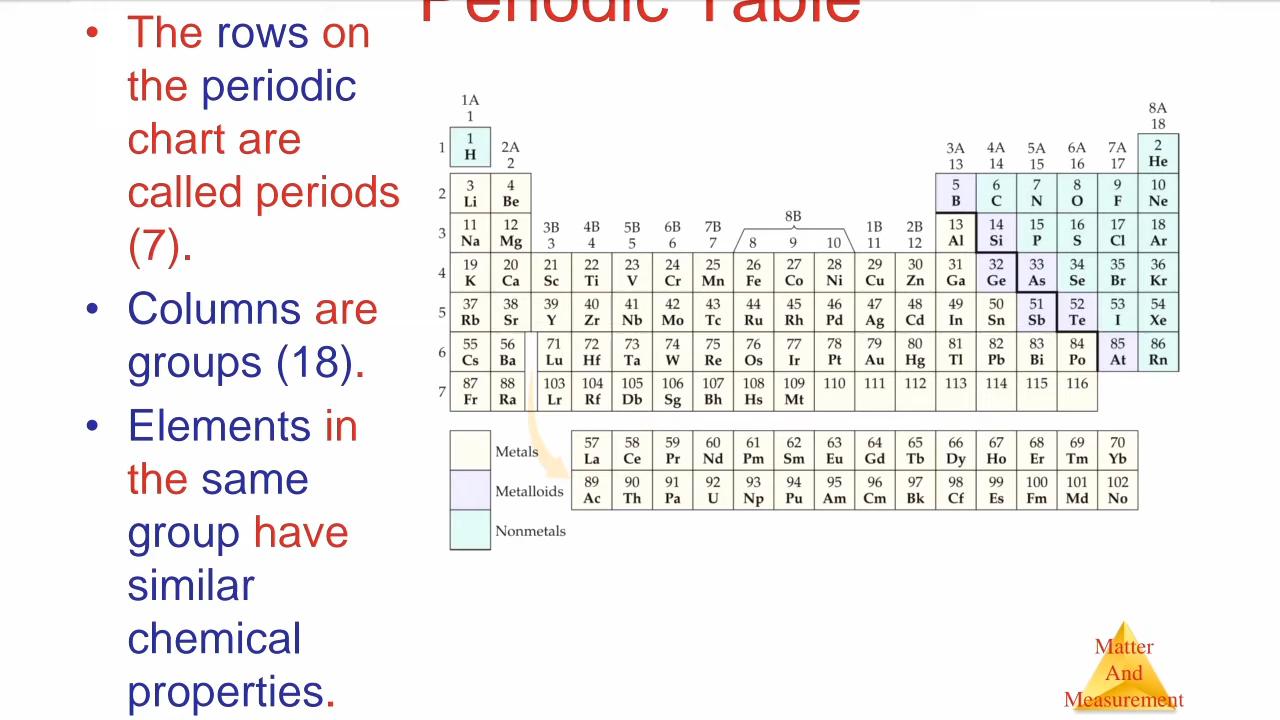 Periodic Table
• The rows on
the periodic
chart are
called periods
(7).
• Columns are
groups (18).
• Elements in
the same
group have
similar
chemical
properties.
1A 8A
1 18
1 1 2A 3A 4A 5A 6A 7A 2
H 2 13 14 15 16 17 He
2 3 4 5 6 7 8 9 10
Li Be B C N O F Ne
3B 4B 5B 6B 7B 8B 1B 2B
3 4 5 6 7 8 9 10 11 12
3 11 12 13 14 15 16 17 18
Na Mg Al Si P S Cl Ar
4 19 20 21 22 23 24 25 26 27 28 29 30 31 32 33 34 35 36
K Ca Sc Ti V Cr Mn Fe Co Ni Cu Zn Ga Ge As Se Br Kr
5 37 38 39 40 41 42 43 44 45 46 47 48 49 50 51 52 53 54
Rb Sr Y Zr Nb Mo Tc Ru Rh Pd Ag Cd In Sn Sb Te I Xe
6 55 56 71 72 73 74 75 76 77 78 79 80 81 82 83 84 85 86
Cs Ba Lu Hf Ta W Re Os Ir Pt Au Hg Tl Pb Bi Po At Rn
7 87 88 103 104 105 106 107 108 109 110 111 112 113 114 115 116
Fr Ra Lr Rf Db Sg Bh Hs Mt
57 58 59 60 61 62 63 64 65 66 67 68 69 70
La Ce Pr Nd Pm Sm Eu Gd Tb Dy Ho Er Tm Yb
89 90 91 92 93 94 95 96 97 98 99 100 101 102
Ac Th Pa U Np Pu Am Cm Bk Cf Es Fm Md No
Metals
Metalloids
Nonmetals
Matter
And
Measurement